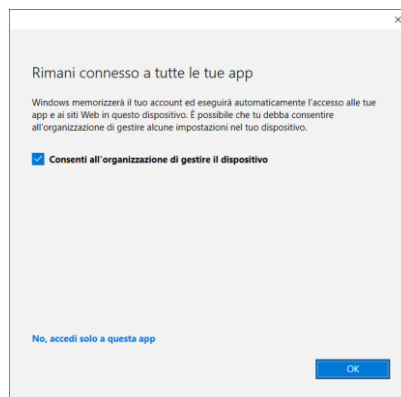 Rimani connesso a tutte le tue app
Windows memorizzerà il tuo account ed eseguirà automaticamente l'accesso alle tue
app e ai siti Web in questo dispositivo. È possibile che tu debba consentire
all'organizzazione di gestire alcune impostazioni nel tuo dispositivo.
Consenti all'organizzazione di gestire il dispositivo
No, accedi solo a questa app
OK